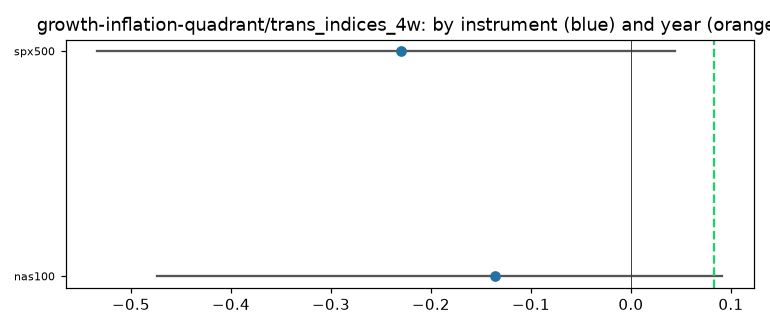 growth-inflation-quadrant/trans_indices_4w: by instrument (blue) and year (orange
spx500
nas100
−0.5 −0.4 −0.3 −0.2 −0.1 0.0 0.1